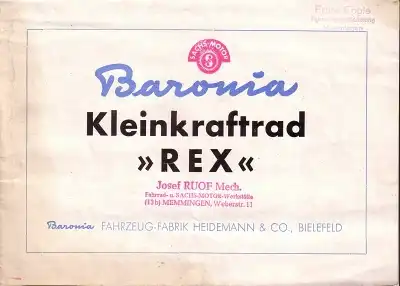 SACHS-MOTOR
Baronia
Kleinkraftrad
»REX«
Josef RUOF Mech.
Fahrrad- u. SACHS-MOTOR-Werkstätte
(13b) MEMMINGEN, Weberstr. 11
Baronia FAHRZEUG-FABRIK HEIDEMANN & CO., BIELEFELD